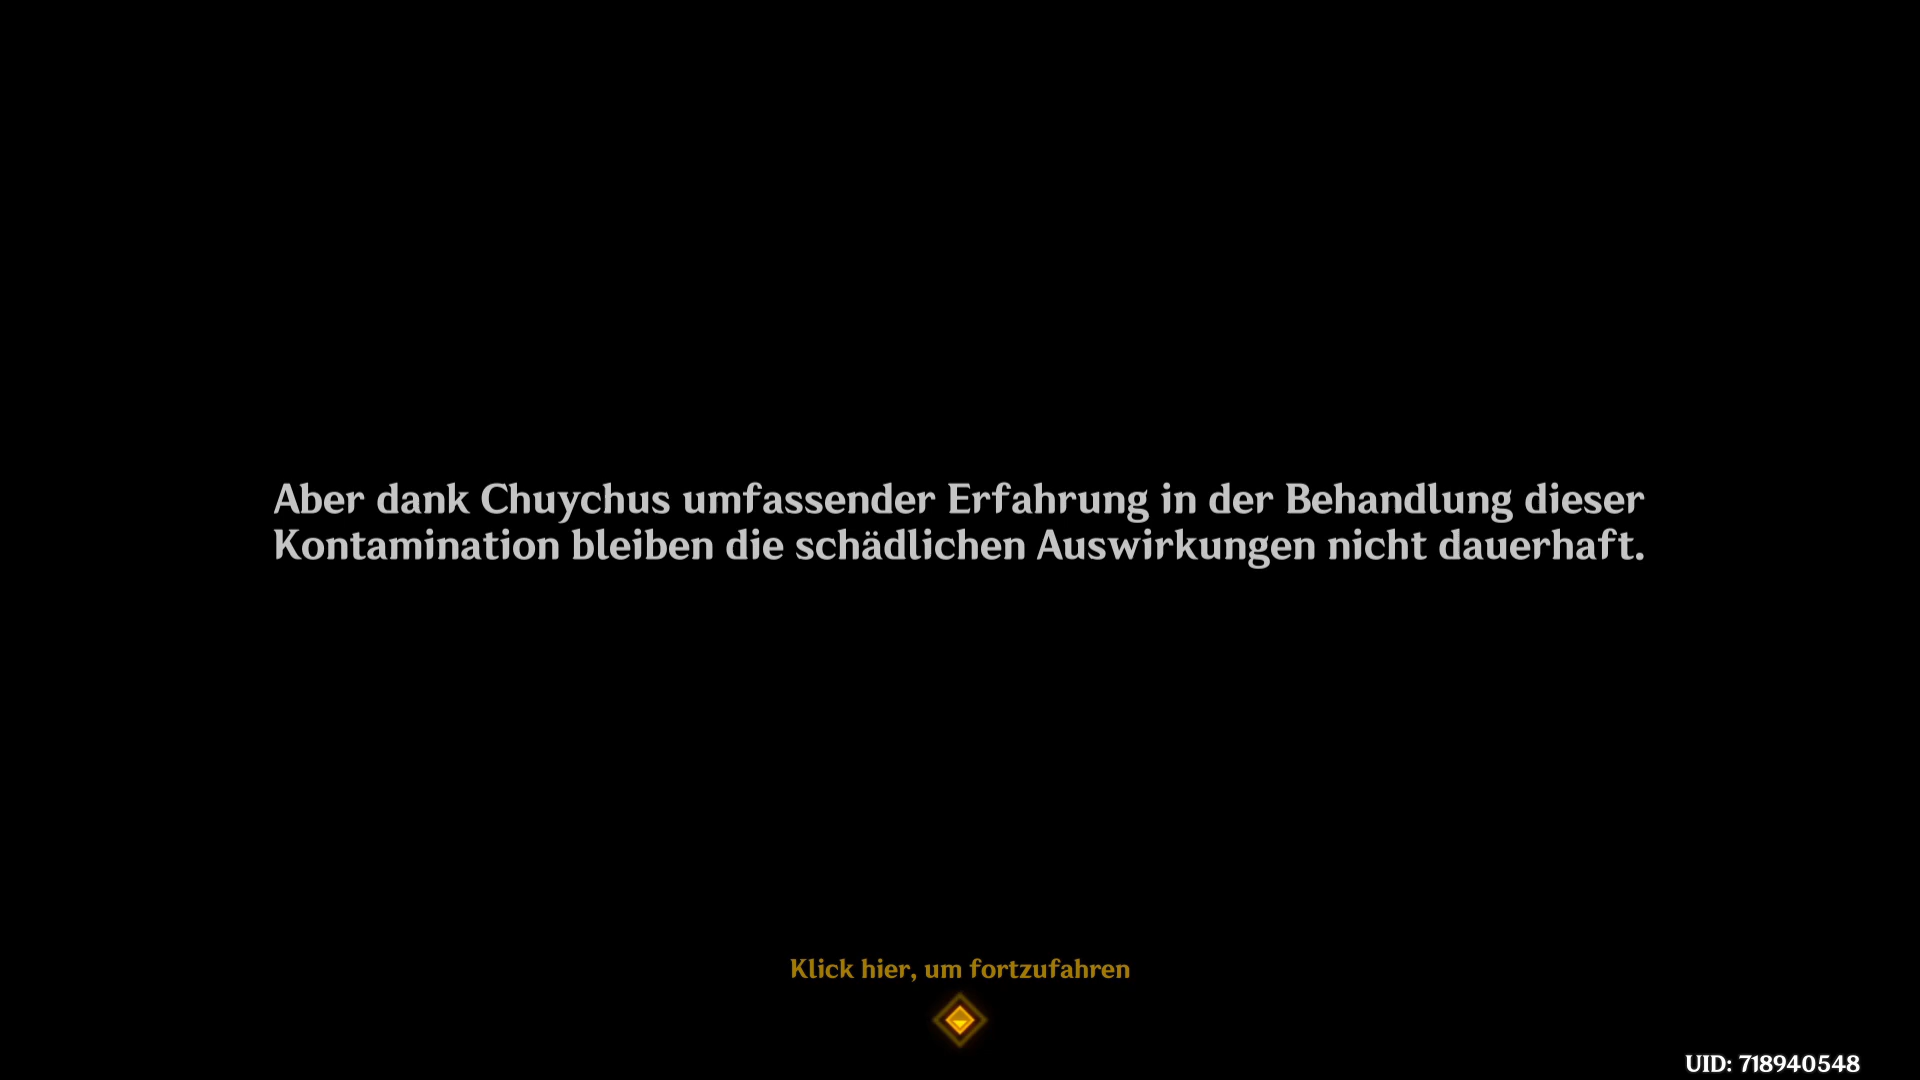 Aber dank Chuychus umfassender Erfahrung in der Behandlung dieser
Kontamination bleiben die schädlichen Auswirkungen nicht dauerhaft.
Klick hier, um fortzufahren
UID: 718940548